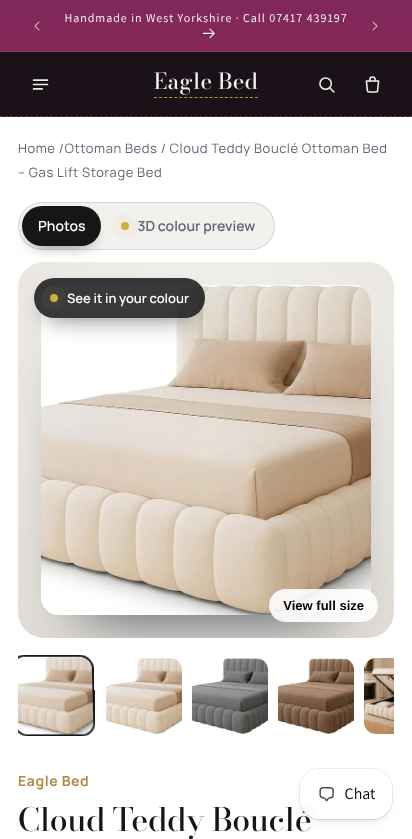 Handmade in West Yorkshire · Call 07417 439197
→
Eagle Bed
Home /Ottoman Beds / Cloud Teddy Bouclé Ottoman Bed
– Gas Lift Storage Bed
Photos
3D colour preview
See it in your colour
View full size
Eagle Bed
Chat
Cloud Teddy Bouclé